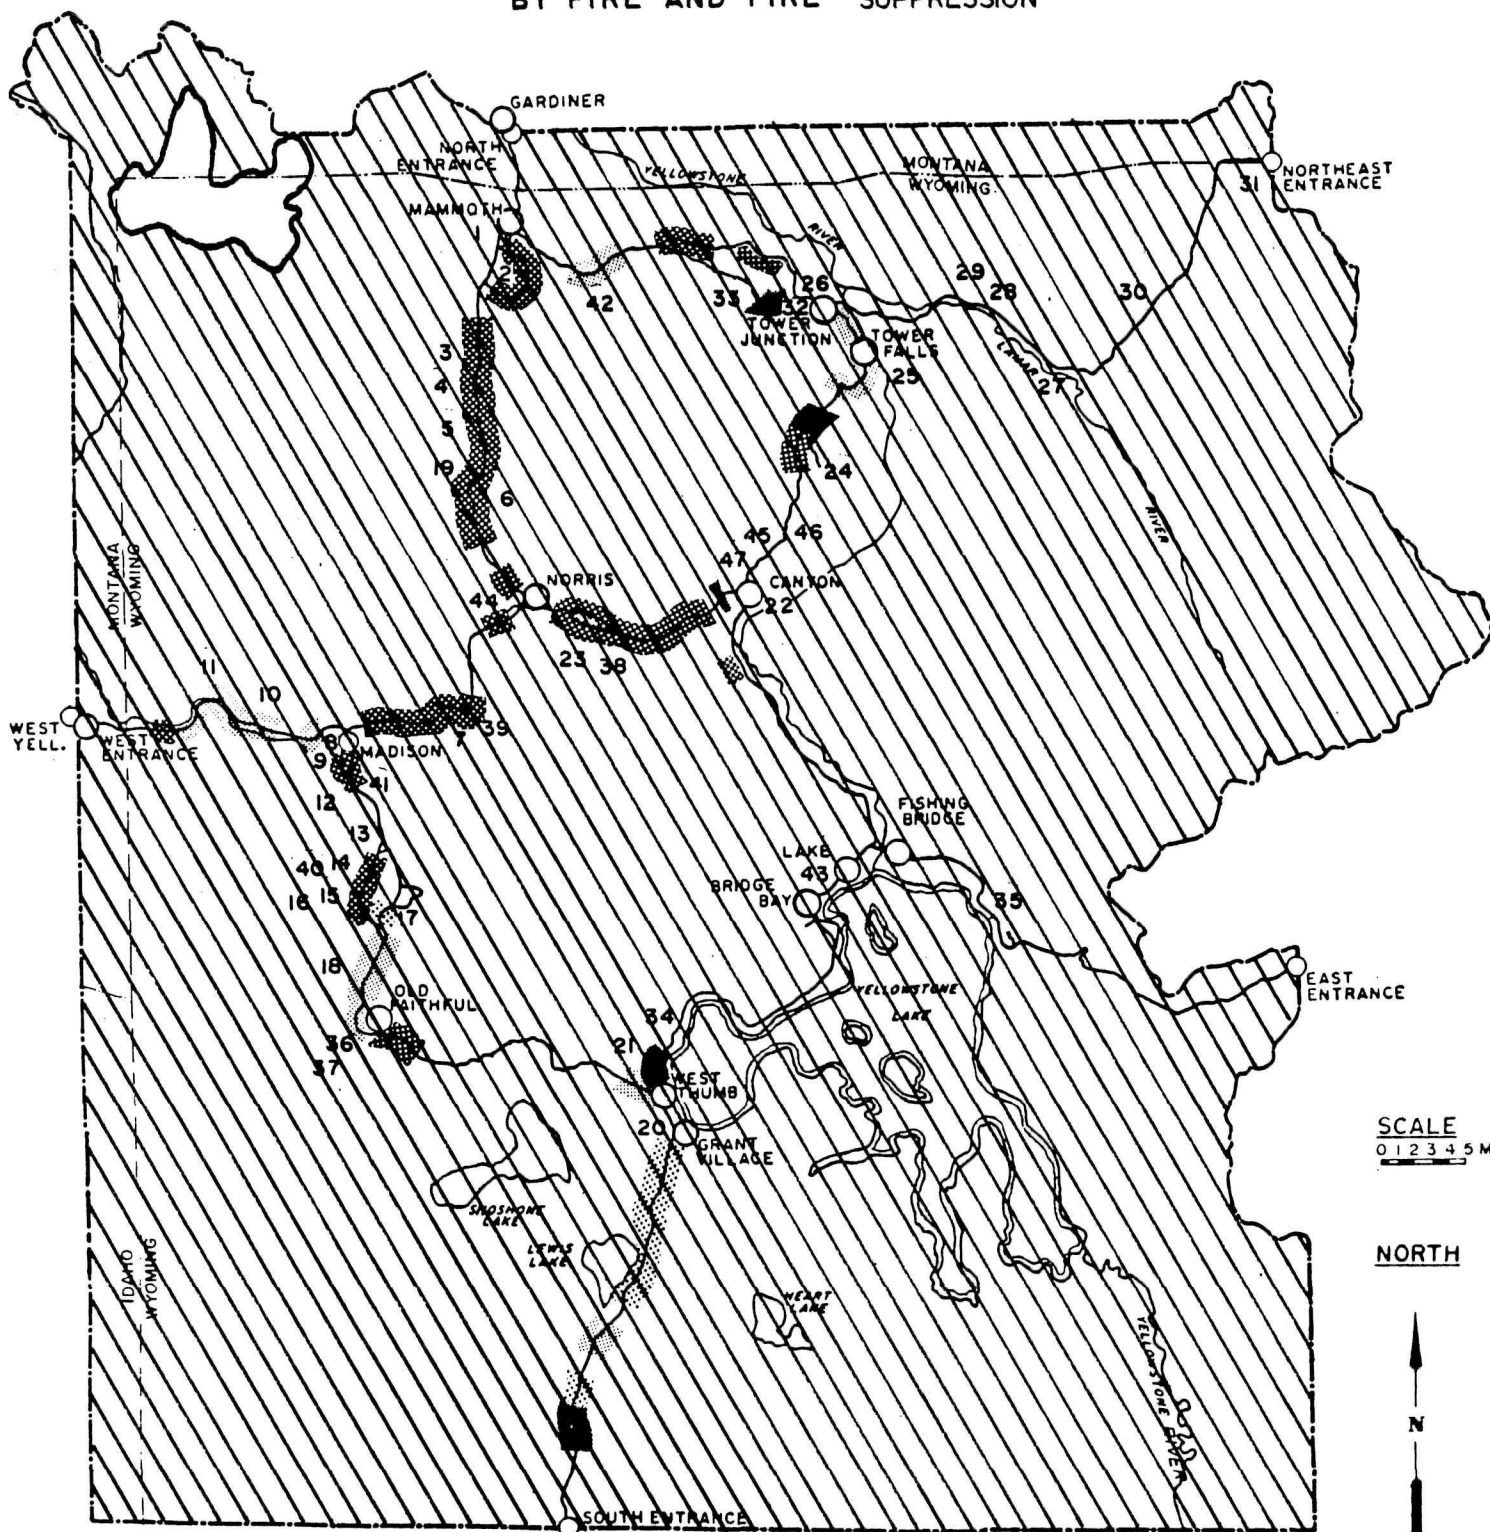 BY FIRE AND FIRE SUPPRESSION
GARDINER
NORTH
ENTRANCE
YELLOWSTONE
MONTANA
WYOMING
31
NORTHEAST
ENTRANCE
MAMMOTH
RIVER
2
42
33
26
32
29
28
30
TOWER
JUNCTION
TOWER
FALLS
3
4
5
25
LAMAR
27
19
6
24
RIVER
45
46
47
MONTANA
WYOMING
NORRIS
CANYON
44
22
23
38
11
10
WEST
YELL.
WEST
ENTRANCE
8
MADISON
7
39
9
41
12
13
FISHING
BRIDGE
LAKE
40
14
43
16
15
BRIDGE
BAY
17
35
18
EAST
ENTRANCE
OLD
FAITHFUL
YELLOWSTONE
LAKE
34
36
37
21
WEST
THUMB
20
GRANT
VILLAGE
SCALE
0 1 2 3 4 5 M
SHOSHONE
LAKE
LEWIS
LAKE
IDAHO
WYOMING
NORTH
HEART
LAKE
YELLOWSTONE RIVER
N
SOUTH ENTRANCE